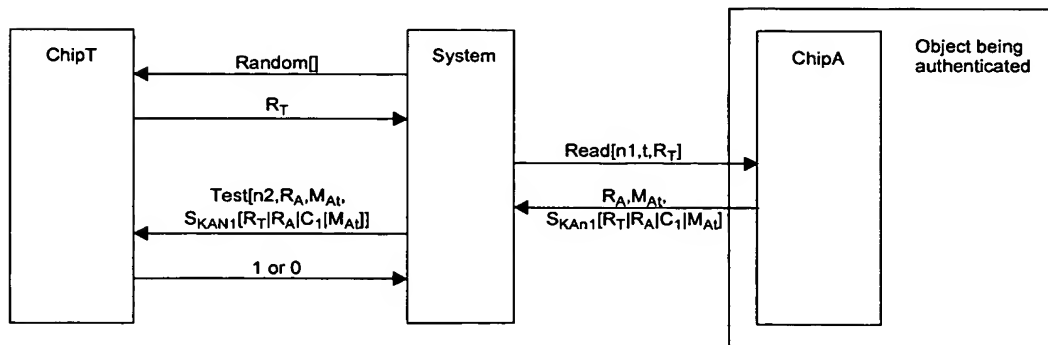 ChipT
System
ChipA
Object being
authenticated
Random[]
R_T
Read[n1,t,R_T]
Test[n2,R_A,M_At,
S_KAN1[R_T|R_A|C_1|M_At]]
R_A,M_At,
S_KAn1[R_T|R_A|C_1|M_At]
1 or 0